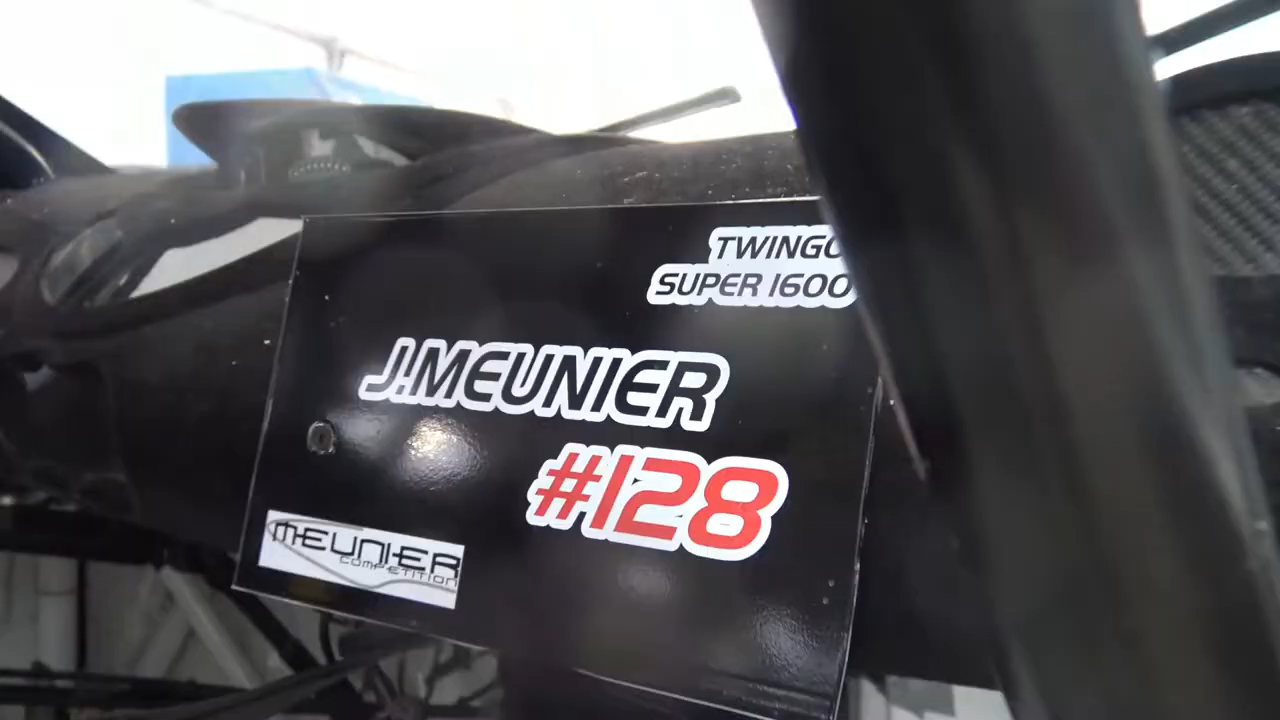 TWINGO
SUPER 1600
J.MEUNIER
#128
MEUNIER
COMPETITION